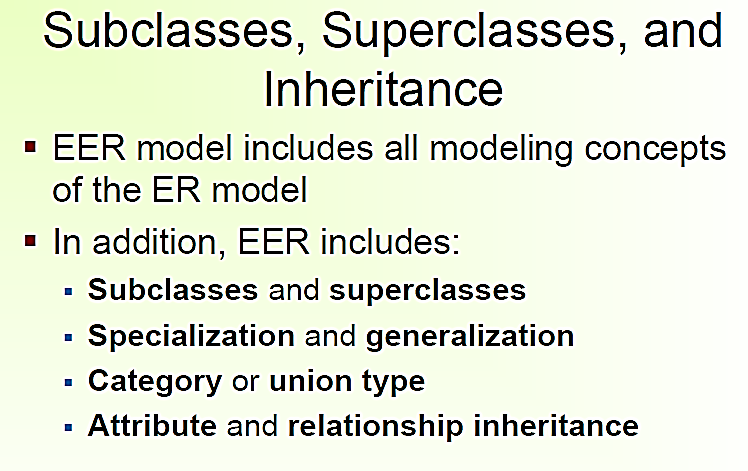 Subclasses, Superclasses, and
Inheritance
▪ EER model includes all modeling concepts
of the ER model
▪ In addition, EER includes:
▪ Subclasses and superclasses
▪ Specialization and generalization
▪ Category or union type
▪ Attribute and relationship inheritance